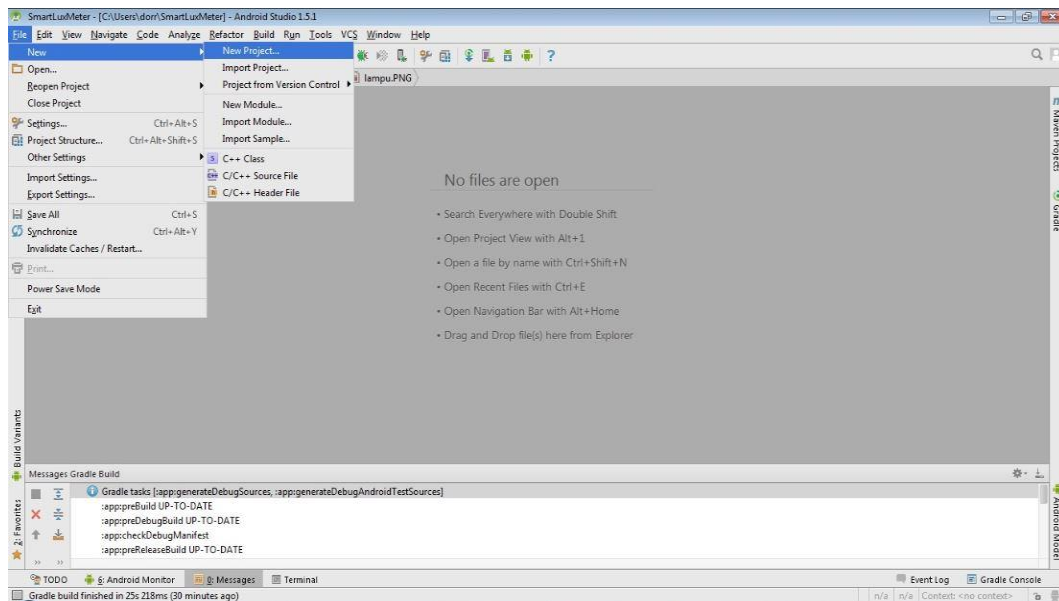 SmartLuxMeter - [C:\Users\dorr\SmartLuxMeter] - Android Studio 1.5.1
File Edit View Navigate Code Analyze Refactor Build Run Tools VCS Window Help
lampu.PNG
New
Open...
Reopen Project
Close Project
Settings... Ctrl+Alt+S
Project Structure... Ctrl+Alt+Shift+S
Other Settings
Import Settings...
Export Settings...
Save All Ctrl+S
Synchronize Ctrl+Alt+Y
Invalidate Caches / Restart...
Print...
Power Save Mode
Exit
New Project...
Import Project...
Project from Version Control
New Module...
Import Module...
Import Sample...
C++ Class
C/C++ Source File
C/C++ Header File
No files are open
• Search Everywhere with Double Shift
• Open Project View with Alt+1
• Open a file by name with Ctrl+Shift+N
• Open Recent Files with Ctrl+E
• Open Navigation Bar with Alt+Home
• Drag and Drop file(s) here from Explorer
Maven Projects
Gradle
Android Model
Build Variants
2: Favorites
Messages Gradle Build
Gradle tasks [:app:generateDebugSources, :app:generateDebugAndroidTestSources]
:app:preBuild UP-TO-DATE
:app:preDebugBuild UP-TO-DATE
:app:checkDebugManifest
:app:preReleaseBuild UP-TO-DATE
TODO 6: Android Monitor 0: Messages Terminal Event Log Gradle Console
Gradle build finished in 25s 218ms (30 minutes ago) n/a n/a Context: <no context>